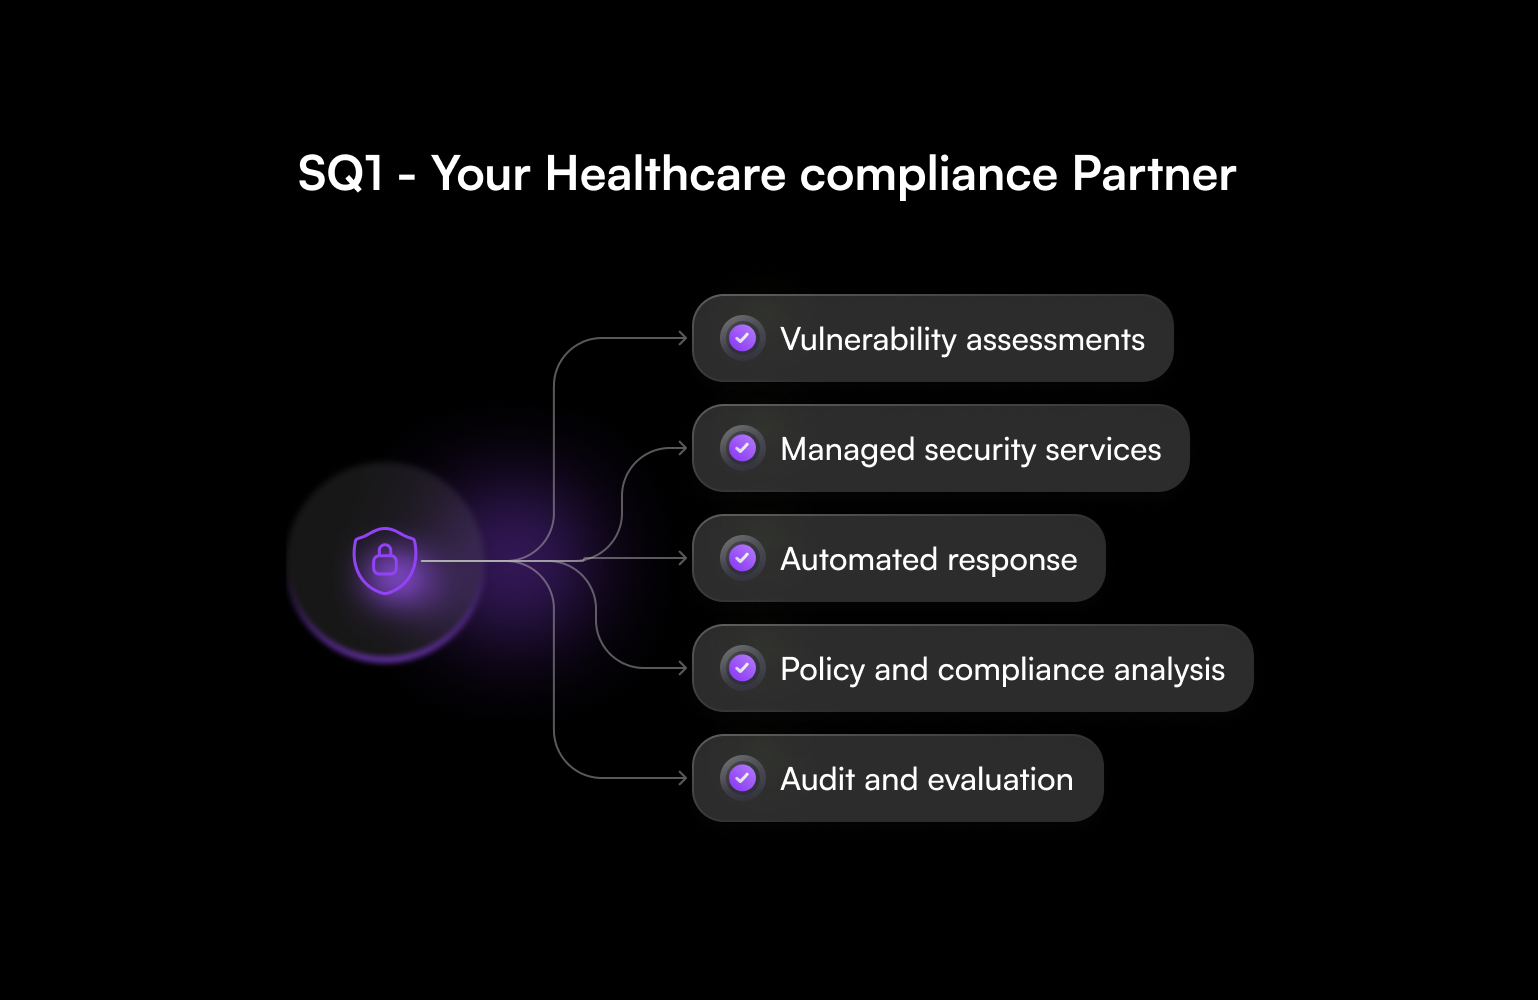 SQ1 - Your Healthcare compliance Partner
Vulnerability assessments
Managed security services
Automated response
Policy and compliance analysis
Audit and evaluation